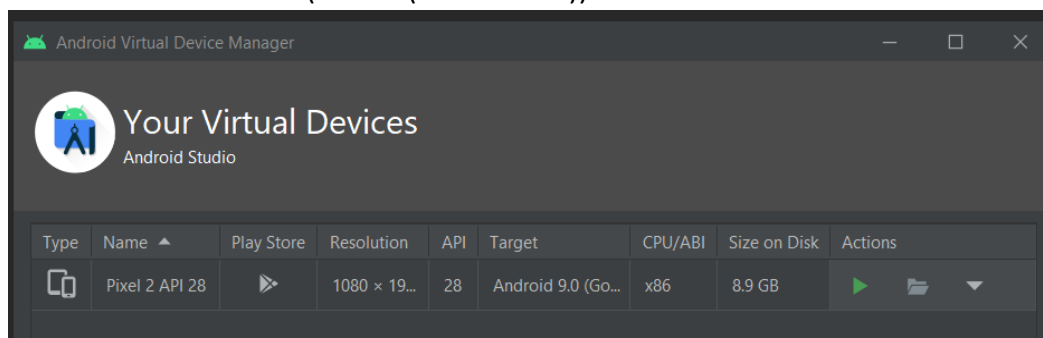 Android Virtual Device Manager
Your Virtual Devices
Android Studio
Type Name Play Store Resolution API Target CPU/ABI Size on Disk Actions
Pixel 2 API 28 1080 × 19... 28 Android 9.0 (Go... x86 8.9 GB